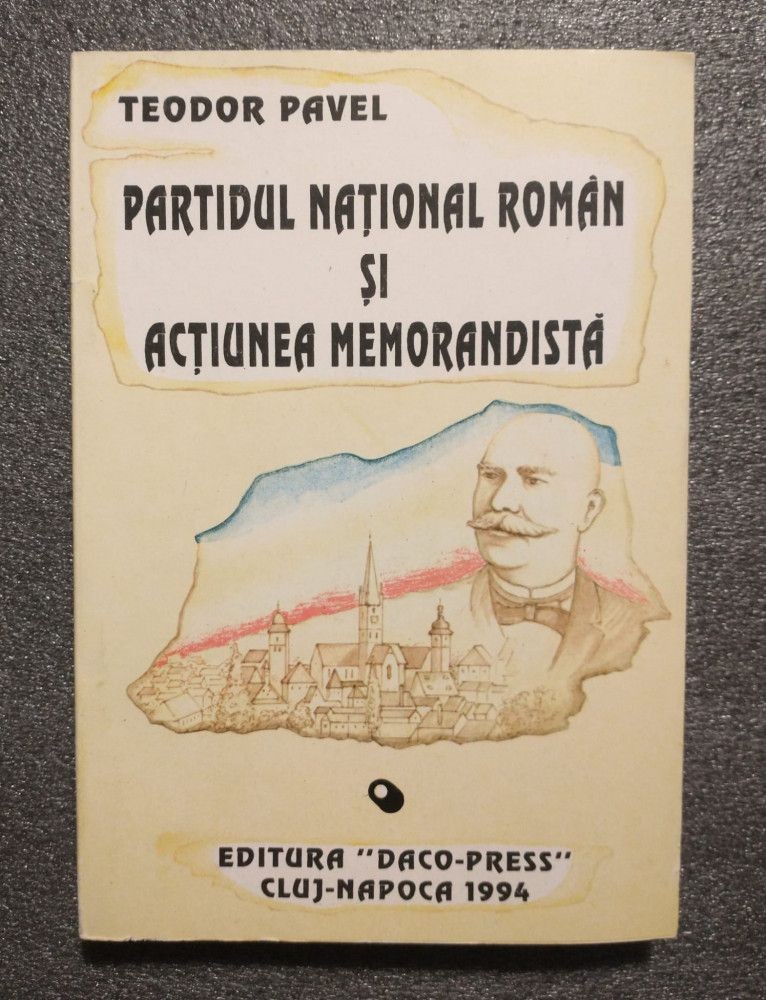 TEODOR PAVEL
PARTIDUL NAȚIONAL ROMÂN
ȘI
ACȚIUNEA MEMORANDISTĂ
EDITURA "DACO-PRESS"
CLUJ-NAPOCA 1994